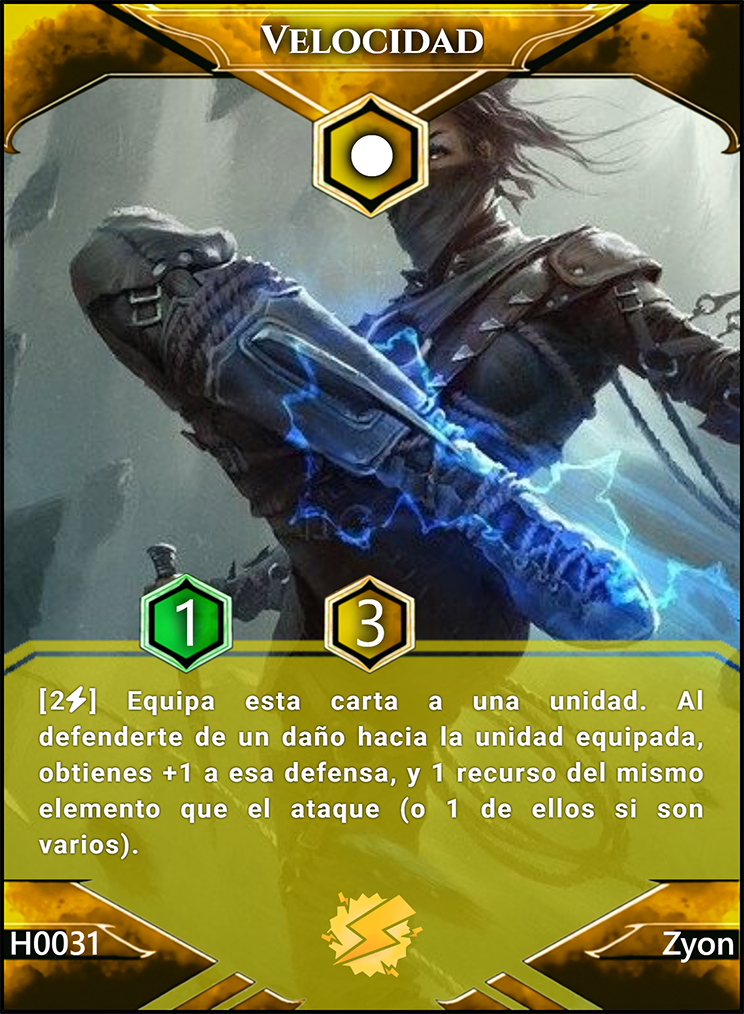 Velocidad
1 3
[2⚡] Equipa esta carta a una unidad. Al
defenderte de un daño hacia la unidad equipada,
obtienes +1 a esa defensa, y 1 recurso del mismo
elemento que el ataque (o 1 de ellos si son
varios).
H0031 Zyon